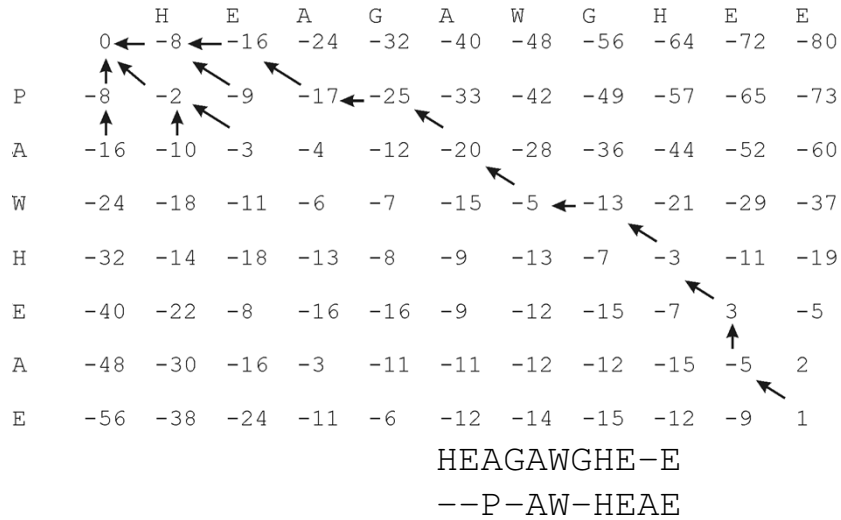 H E A G A W G H E E
0 -8 -16 -24 -32 -40 -48 -56 -64 -72 -80
P -8 -2 -9 -17 -25 -33 -42 -49 -57 -65 -73
A -16 -10 -3 -4 -12 -20 -28 -36 -44 -52 -60
W -24 -18 -11 -6 -7 -15 -5 -13 -21 -29 -37
H -32 -14 -18 -13 -8 -9 -13 -7 -3 -11 -19
E -40 -22 -8 -16 -16 -9 -12 -15 -7 3 -5
A -48 -30 -16 -3 -11 -11 -12 -12 -15 -5 2
E -56 -38 -24 -11 -6 -12 -14 -15 -12 -9 1
HEAGAWGHE-E
--P-AW-HEAE